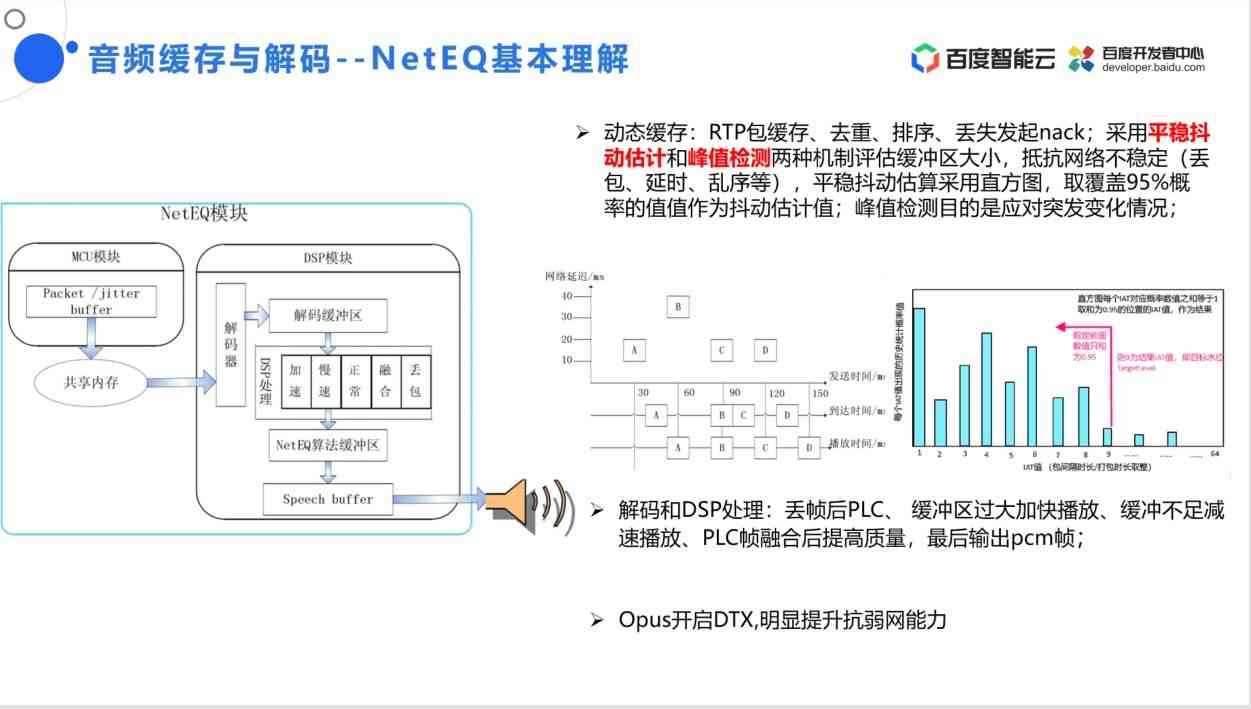 音频缓存与解码--NetEQ基本理解
百度智能云
百度开发者中心
developer.baidu.com
➢ 动态缓存：RTP包缓存、去重、排序、丢失发起nack；采用平稳抖
动估计和峰值检测两种机制评估缓冲区大小，抵抗网络不稳定（丢
包、延时、乱序等），平稳抖动估算采用直方图，取覆盖95%概
率的值值作为抖动估计值；峰值检测目的是应对突发变化情况；
NetEQ模块
MCU模块
Packet /jitter
buffer
共享内存
DSP模块
解码器
解码缓冲区
DSP处理
加速
慢速
正常
融合
丢包
NetEQ算法缓冲区
Speech buffer
网络延迟/ms
40
30
20
10
B
A
C
D
发送时间/m
30
60
90
120
150
到达时间/m
A
B
C
D
播放时间/m
A
B
C
D
每个IAT值出现的历史统计概率值
直方图每个IAT对应概率数值之和等于1
取和为0.95的位置的IAT值，作为结果
假定前面
数值只和
为0.95
则9为结果IAT值，即目标水位
targetLevel
1
2
3
4
5
6
7
8
9
64
IAT值（包间隔时长/打包时长取整）
➢ 解码和DSP处理：丢帧后PLC、 缓冲区过大加快播放、缓冲不足减
速播放、PLC帧融合后提高质量，最后输出pcm帧；
➢ Opus开启DTX,明显提升抗弱网能力